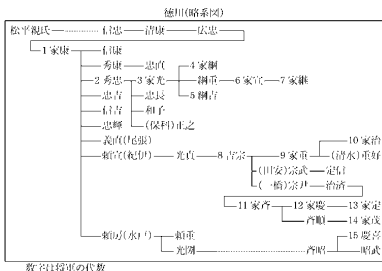 徳川(略系図)
松平親氏 信忠 清康 広忠
1家康 信康
秀康 忠直 4家綱
2秀忠 3家光 綱重 6家宣 7家継
忠吉 忠長 5綱吉
信吉 和子
忠輝 (保科)正之
義直(尾張) 10家治
頼宣(紀伊) 光貞 8吉宗 9家重 (清水)重好
(田安)宗武 定信
(一橋)宗尹 治済
11家斉 12家慶 13家定
斉順 14家茂
頼房(水戸) 頼重 15慶喜
光圀 斉昭 昭武
数字は将軍の代数